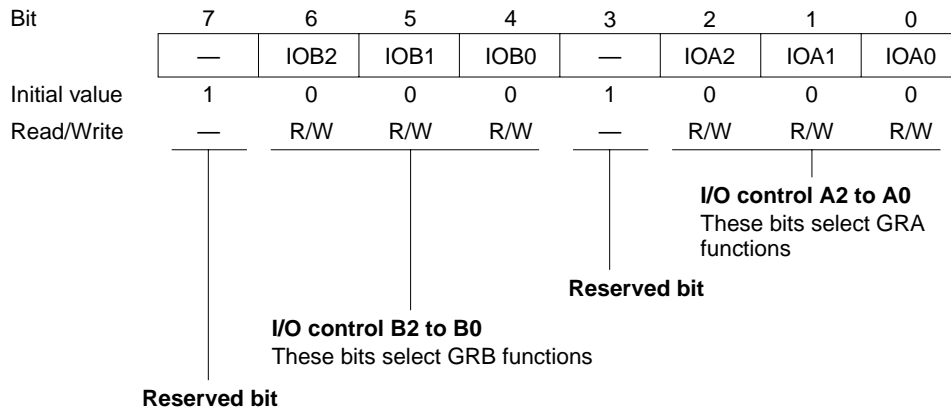 Bit 7 6 5 4 3 2 1 0
— IOB2 IOB1 IOB0 — IOA2 IOA1 IOA0
Initial value 1 0 0 0 1 0 0 0
Read/Write — R/W R/W R/W — R/W R/W R/W
I/O control A2 to A0
These bits select GRA
functions
Reserved bit
I/O control B2 to B0
These bits select GRB functions
Reserved bit